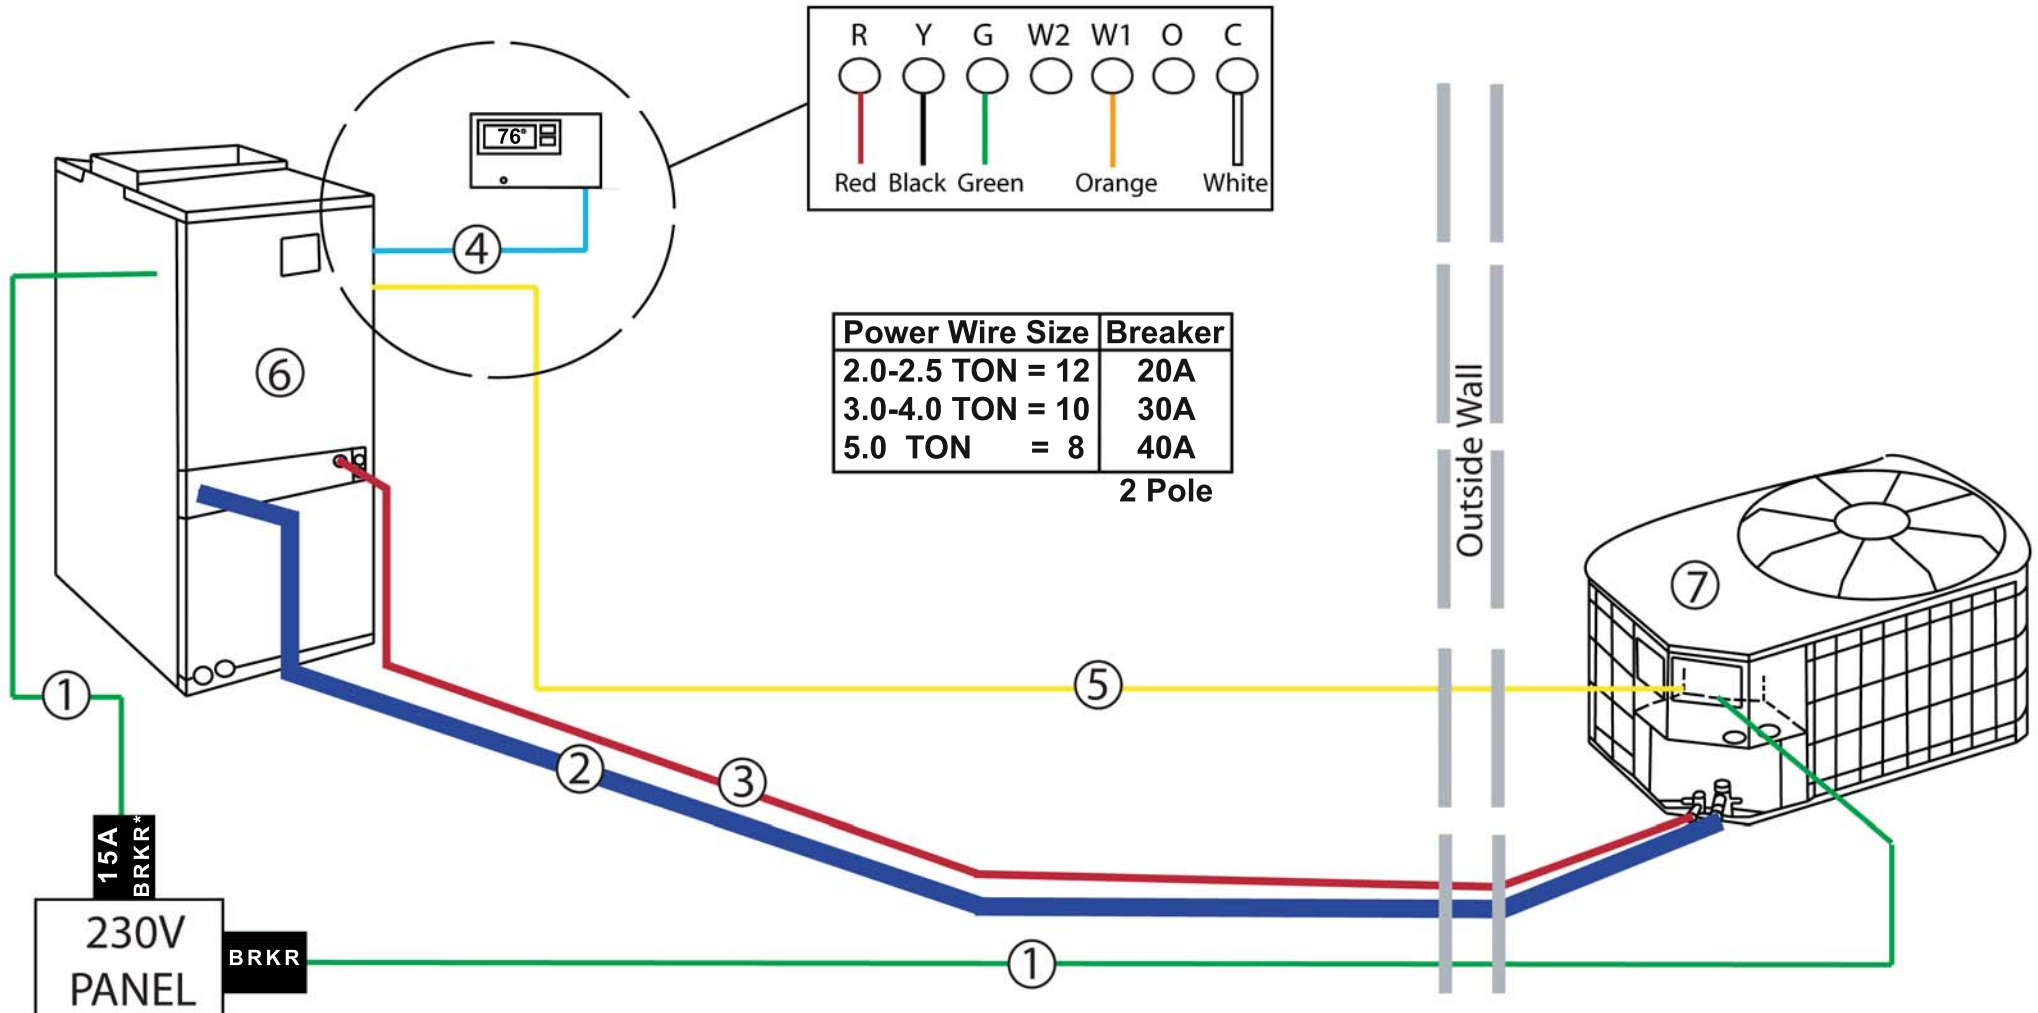 R Y G W2 W1 O C
Red Black Green Orange White
76°
4
6
Power Wire Size Breaker
2.0-2.5 TON = 12 20A
3.0-4.0 TON = 10 30A
5.0 TON = 8 40A
2 Pole
Outside Wall
7
1
5
2
3
15A
BRKR*
230V
PANEL
BRKR
1